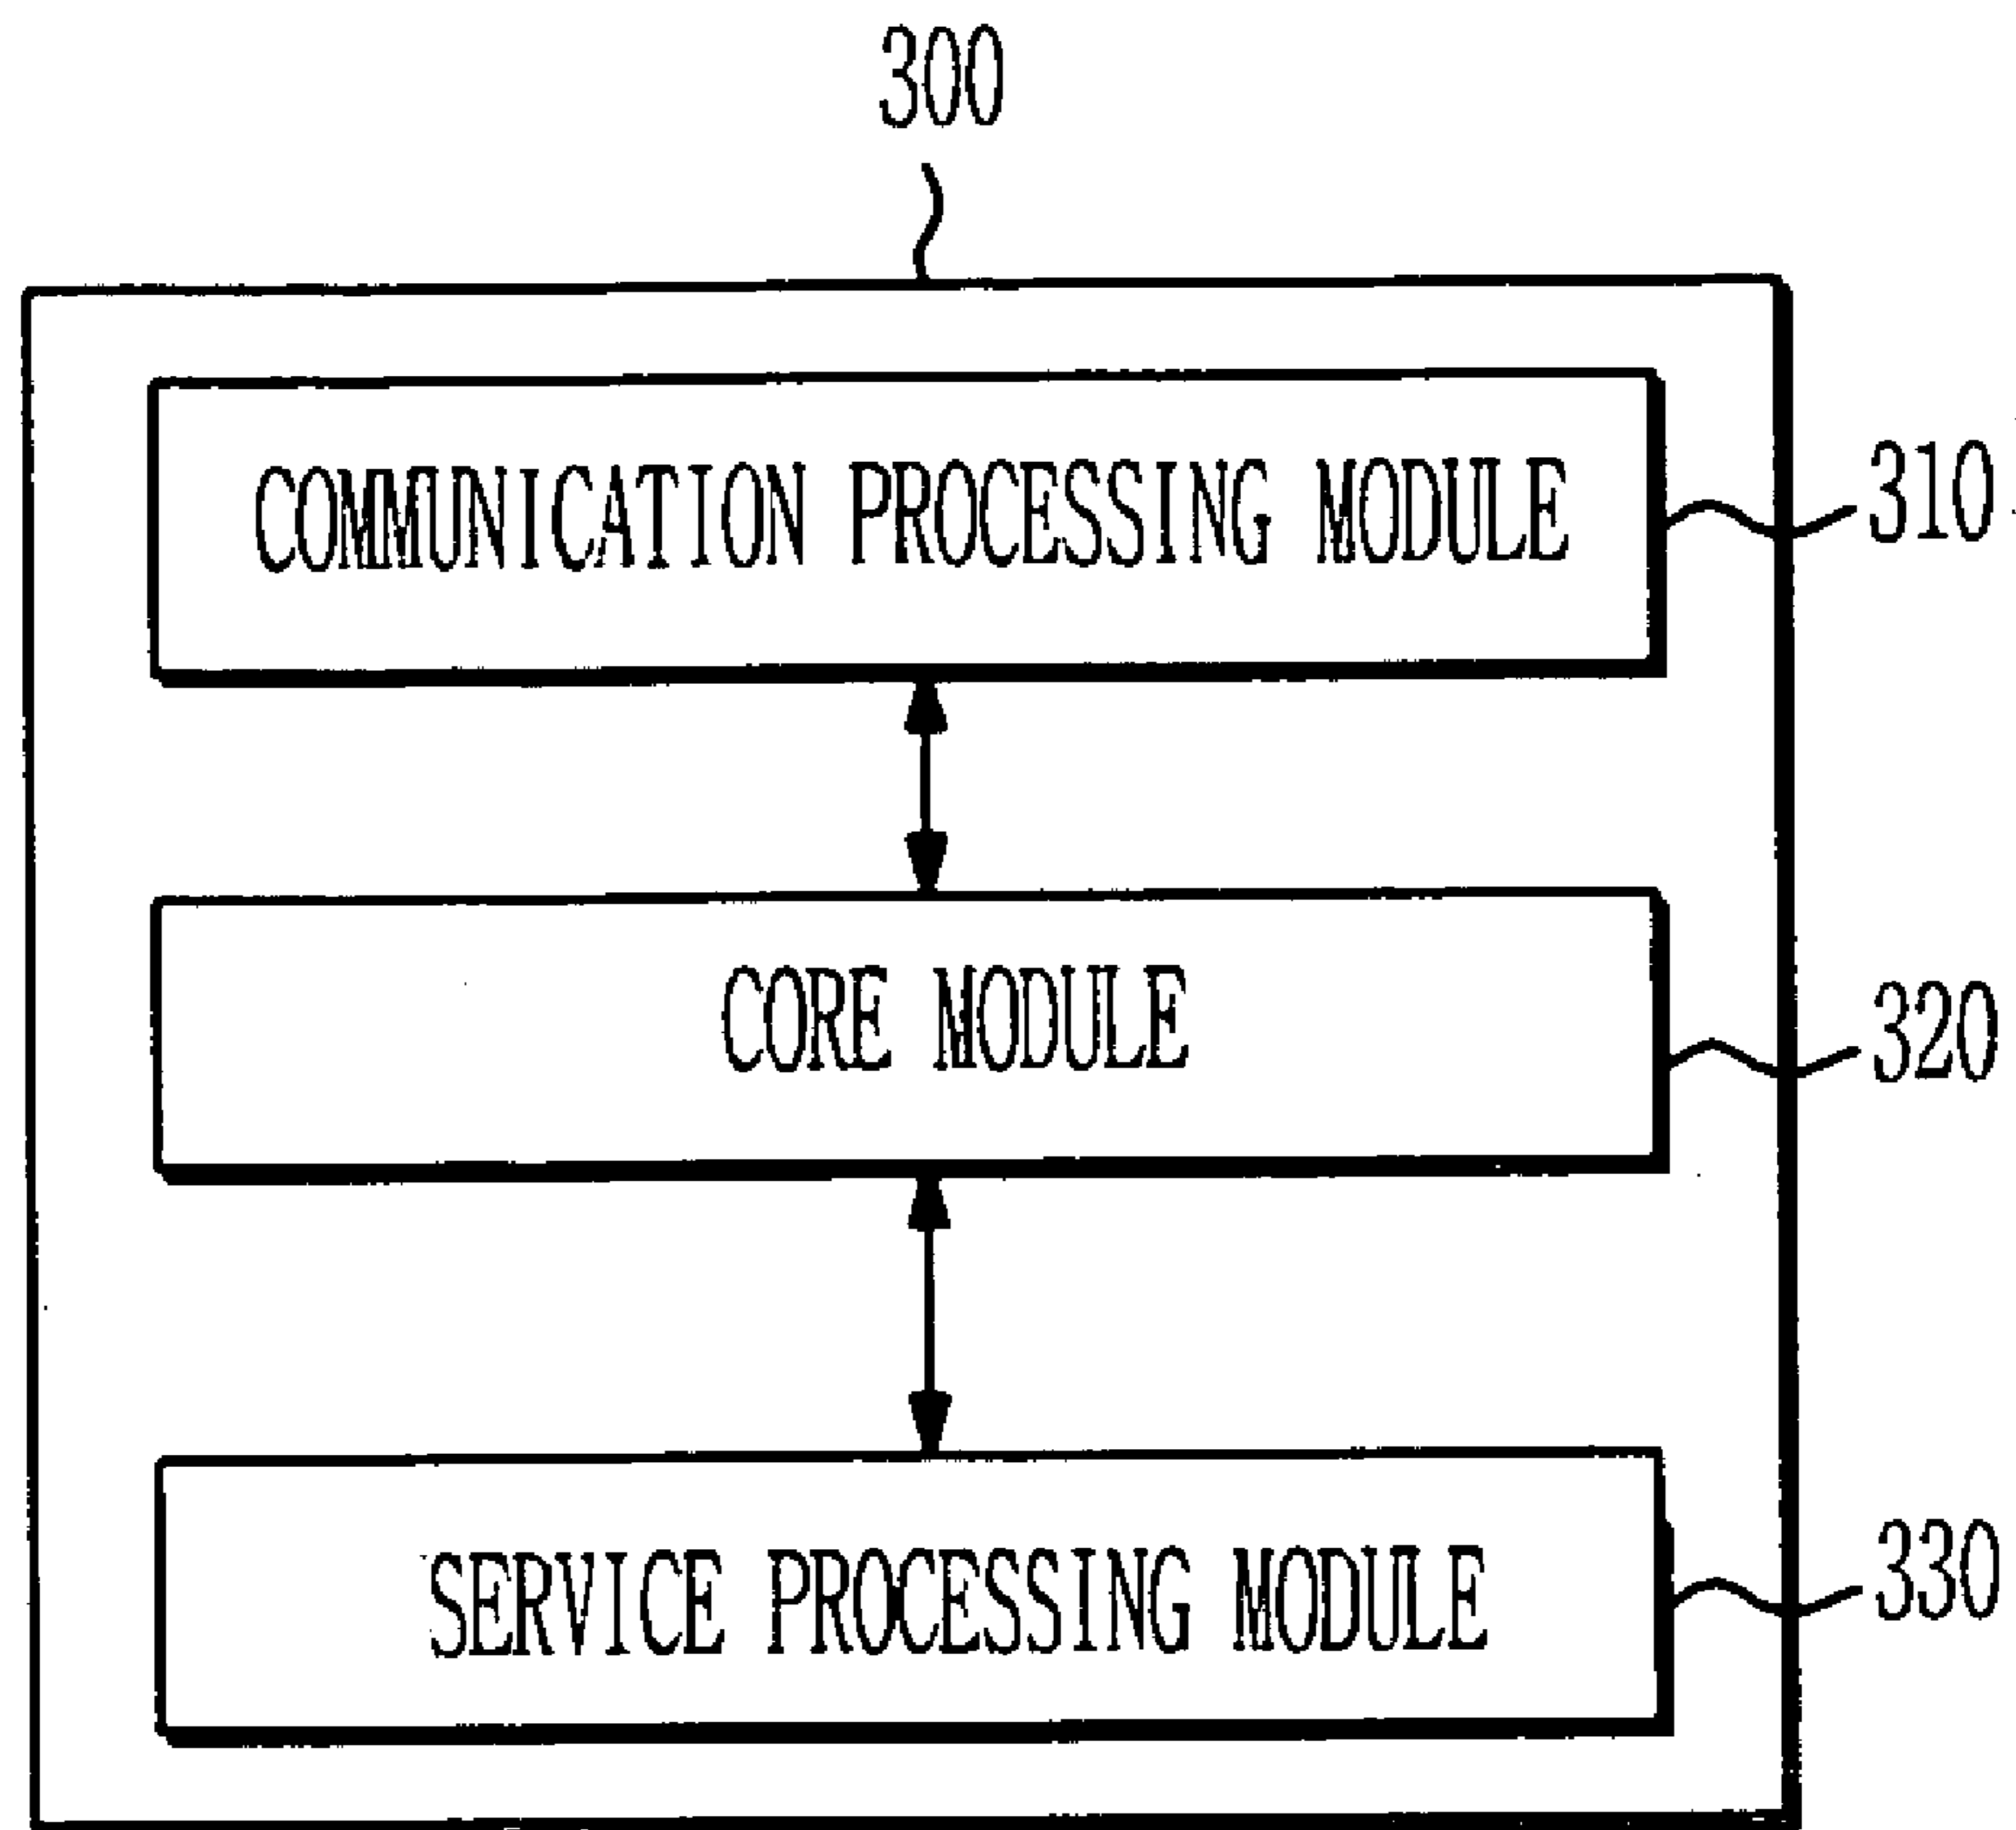 300
COMMUNICATION PROCESSING MODULE
310
CORE MODULE
320
SERVICE PROCESSING MODULE
330